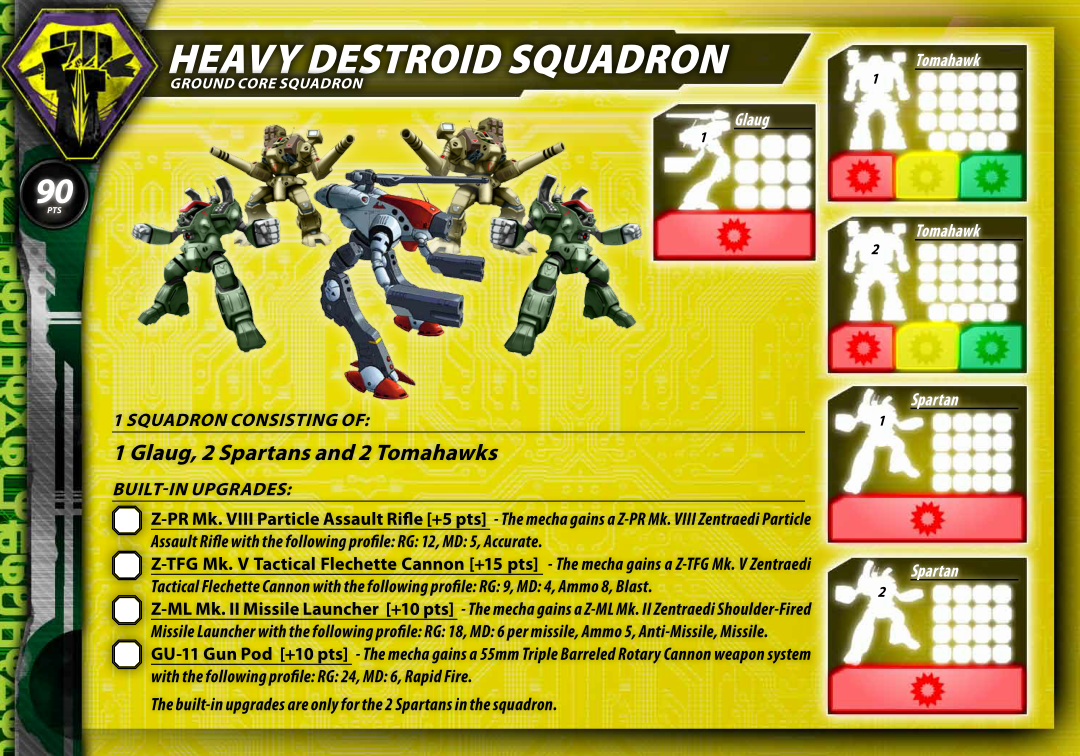 HEAVY DESTROID SQUADRON
GROUND CORE SQUADRON
90
PTS
Glaug
1
Tomahawk
1
Tomahawk
2
Spartan
1
Spartan
2
1 SQUADRON CONSISTING OF:
1 Glaug, 2 Spartans and 2 Tomahawks
BUILT-IN UPGRADES:
Z-PR Mk. VIII Particle Assault Rifle [+5 pts] - The mecha gains a Z-PR Mk. VIII Zentraedi Particle
Assault Rifle with the following profile: RG: 12, MD: 5, Accurate.
Z-TFG Mk. V Tactical Flechette Cannon [+15 pts] - The mecha gains a Z-TFG Mk. V Zentraedi
Tactical Flechette Cannon with the following profile: RG: 9, MD: 4, Ammo 8, Blast.
Z-ML Mk. II Missile Launcher [+10 pts] - The mecha gains a Z-ML Mk. II Zentraedi Shoulder-Fired
Missile Launcher with the following profile: RG: 18, MD: 6 per missile, Ammo 5, Anti-Missile, Missile.
GU-11 Gun Pod [+10 pts] - The mecha gains a 55mm Triple Barreled Rotary Cannon weapon system
with the following profile: RG: 24, MD: 6, Rapid Fire.
The built-in upgrades are only for the 2 Spartans in the squadron.